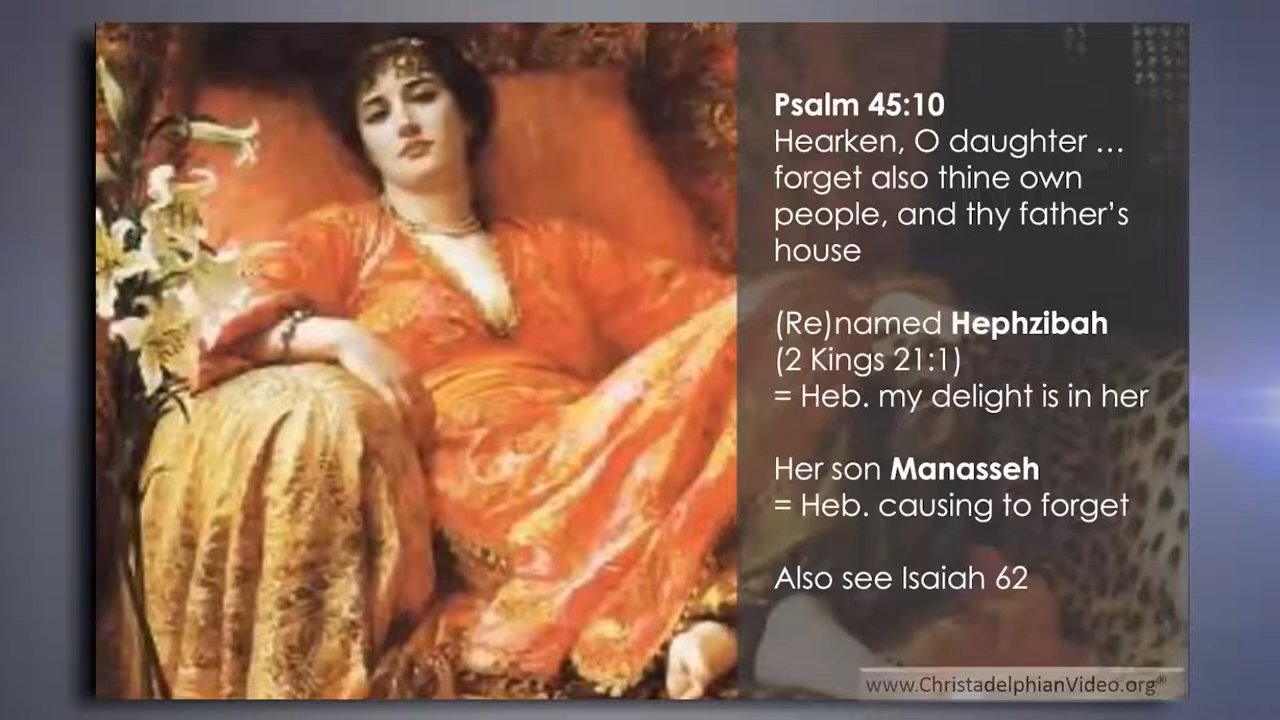 Psalm 45:10
Hearken, O daughter …
forget also thine own
people, and thy father’s
house
(Re)named Hephzibah
(2 Kings 21:1)
= Heb. my delight is in her
Her son Manasseh
= Heb. causing to forget
Also see Isaiah 62
www.ChristadelphianVideo.org®